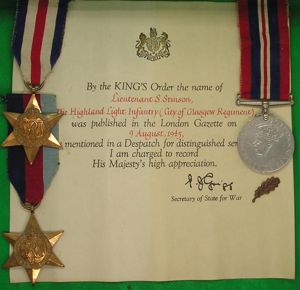 By the KING'S Order the name of
Lieutenant S. Stinson,
The Highland Light Infantry (City of Glasgow Regiment)
was published in the London Gazette on
9 August, 1945,
mentioned in a Despatch for distinguished
I am charged to record
His Majesty's high appreciation.
Secretary of State for War